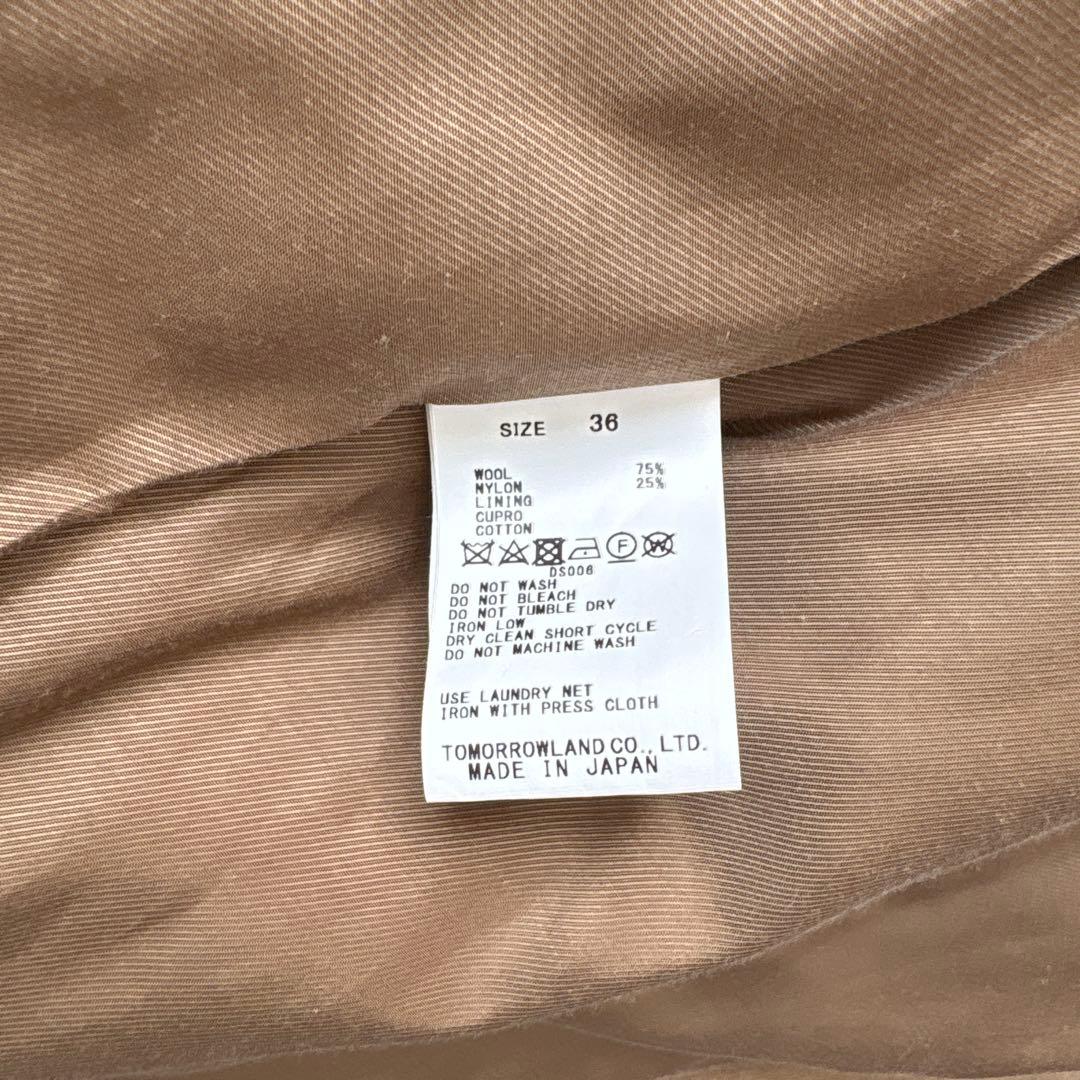 SIZE 36
WOOL 75%
NYLON 25%
LINING
CUPRO
COTTON
F W
DS006
DO NOT WASH
DO NOT BLEACH
DO NOT TUMBLE DRY
IRON LOW
DRY CLEAN SHORT CYCLE
DO NOT MACHINE WASH
USE LAUNDRY NET
IRON WITH PRESS CLOTH
TOMORROWLAND CO., LTD.
MADE IN JAPAN